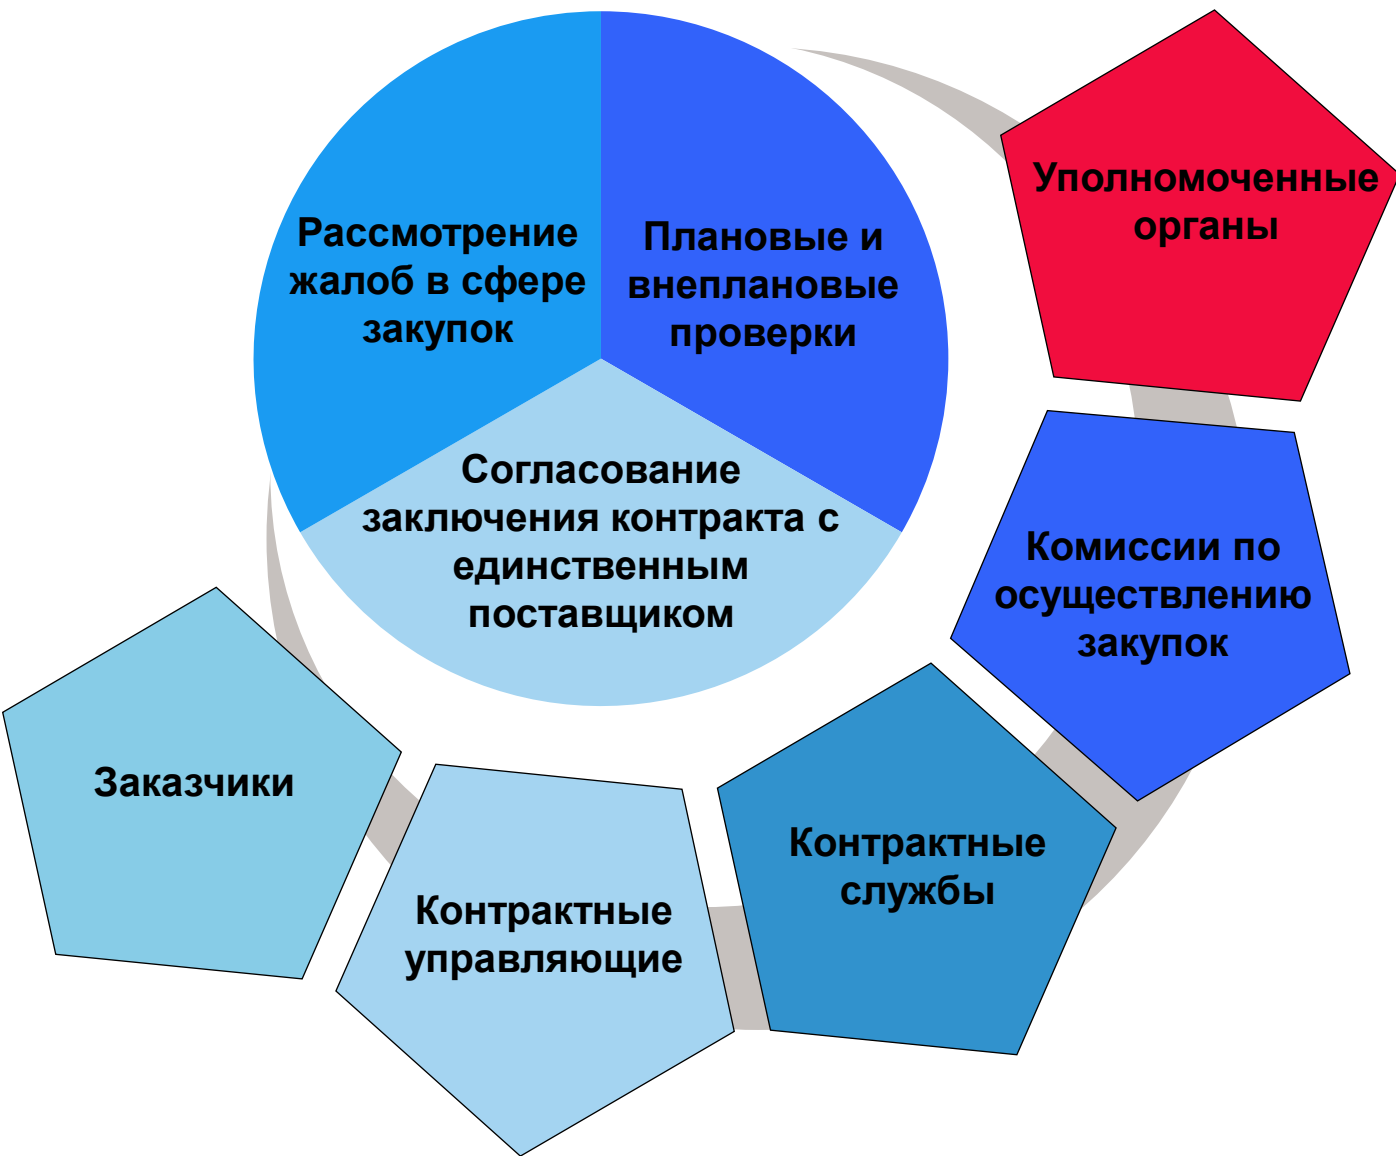 Рассмотрение
жалоб в сфере
закупок
Плановые и
внеплановые
проверки
Согласование
заключения контракта с
единственным
поставщиком
Уполномоченные
органы
Комиссии по
осуществлению
закупок
Контрактные
службы
Контрактные
управляющие
Заказчики